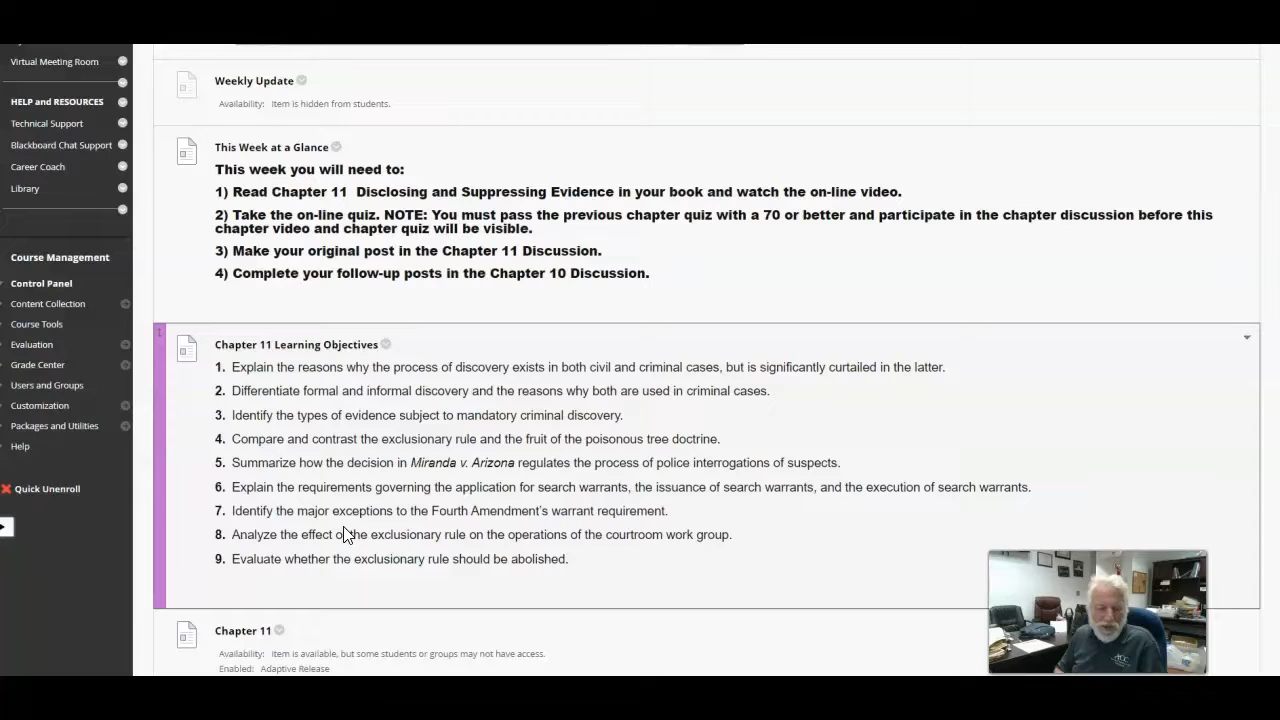 Virtual Meeting Room
HELP and RESOURCES
Technical Support
Blackboard Chat Support
Career Coach
Library
Course Management
Control Panel
Content Collection
Course Tools
Evaluation
Grade Center
Users and Groups
Customization
Packages and Utilities
Help
Quick Unenroll
Weekly Update
Availability: Item is hidden from students.
This Week at a Glance
This week you will need to:
1) Read Chapter 11 Disclosing and Suppressing Evidence in your book and watch the on-line video.
2) Take the on-line quiz. NOTE: You must pass the previous chapter quiz with a 70 or better and participate in the chapter discussion before this
chapter video and chapter quiz will be visible.
3) Make your original post in the Chapter 11 Discussion.
4) Complete your follow-up posts in the Chapter 10 Discussion.
Chapter 11 Learning Objectives
1. Explain the reasons why the process of discovery exists in both civil and criminal cases, but is significantly curtailed in the latter.
2. Differentiate formal and informal discovery and the reasons why both are used in criminal cases.
3. Identify the types of evidence subject to mandatory criminal discovery.
4. Compare and contrast the exclusionary rule and the fruit of the poisonous tree doctrine.
5. Summarize how the decision in Miranda v. Arizona regulates the process of police interrogations of suspects.
6. Explain the requirements governing the application for search warrants, the issuance of search warrants, and the execution of search warrants.
7. Identify the major exceptions to the Fourth Amendment's warrant requirement.
8. Analyze the effect of the exclusionary rule on the operations of the courtroom work group.
9. Evaluate whether the exclusionary rule should be abolished.
Chapter 11
Availability: Item is available, but some students or groups may not have access.
Enabled: Adaptive Release
ACC